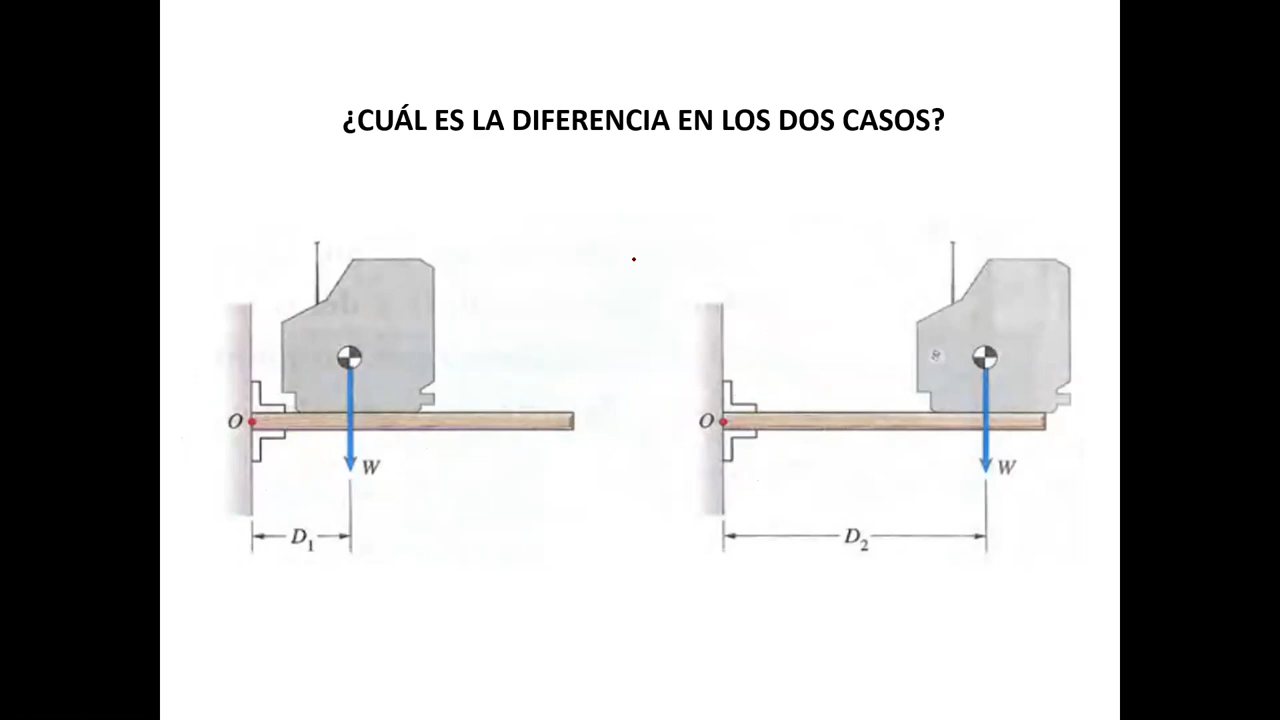 ¿CUÁL ES LA DIFERENCIA EN LOS DOS CASOS?
O
W
D₁
O
W
D₂